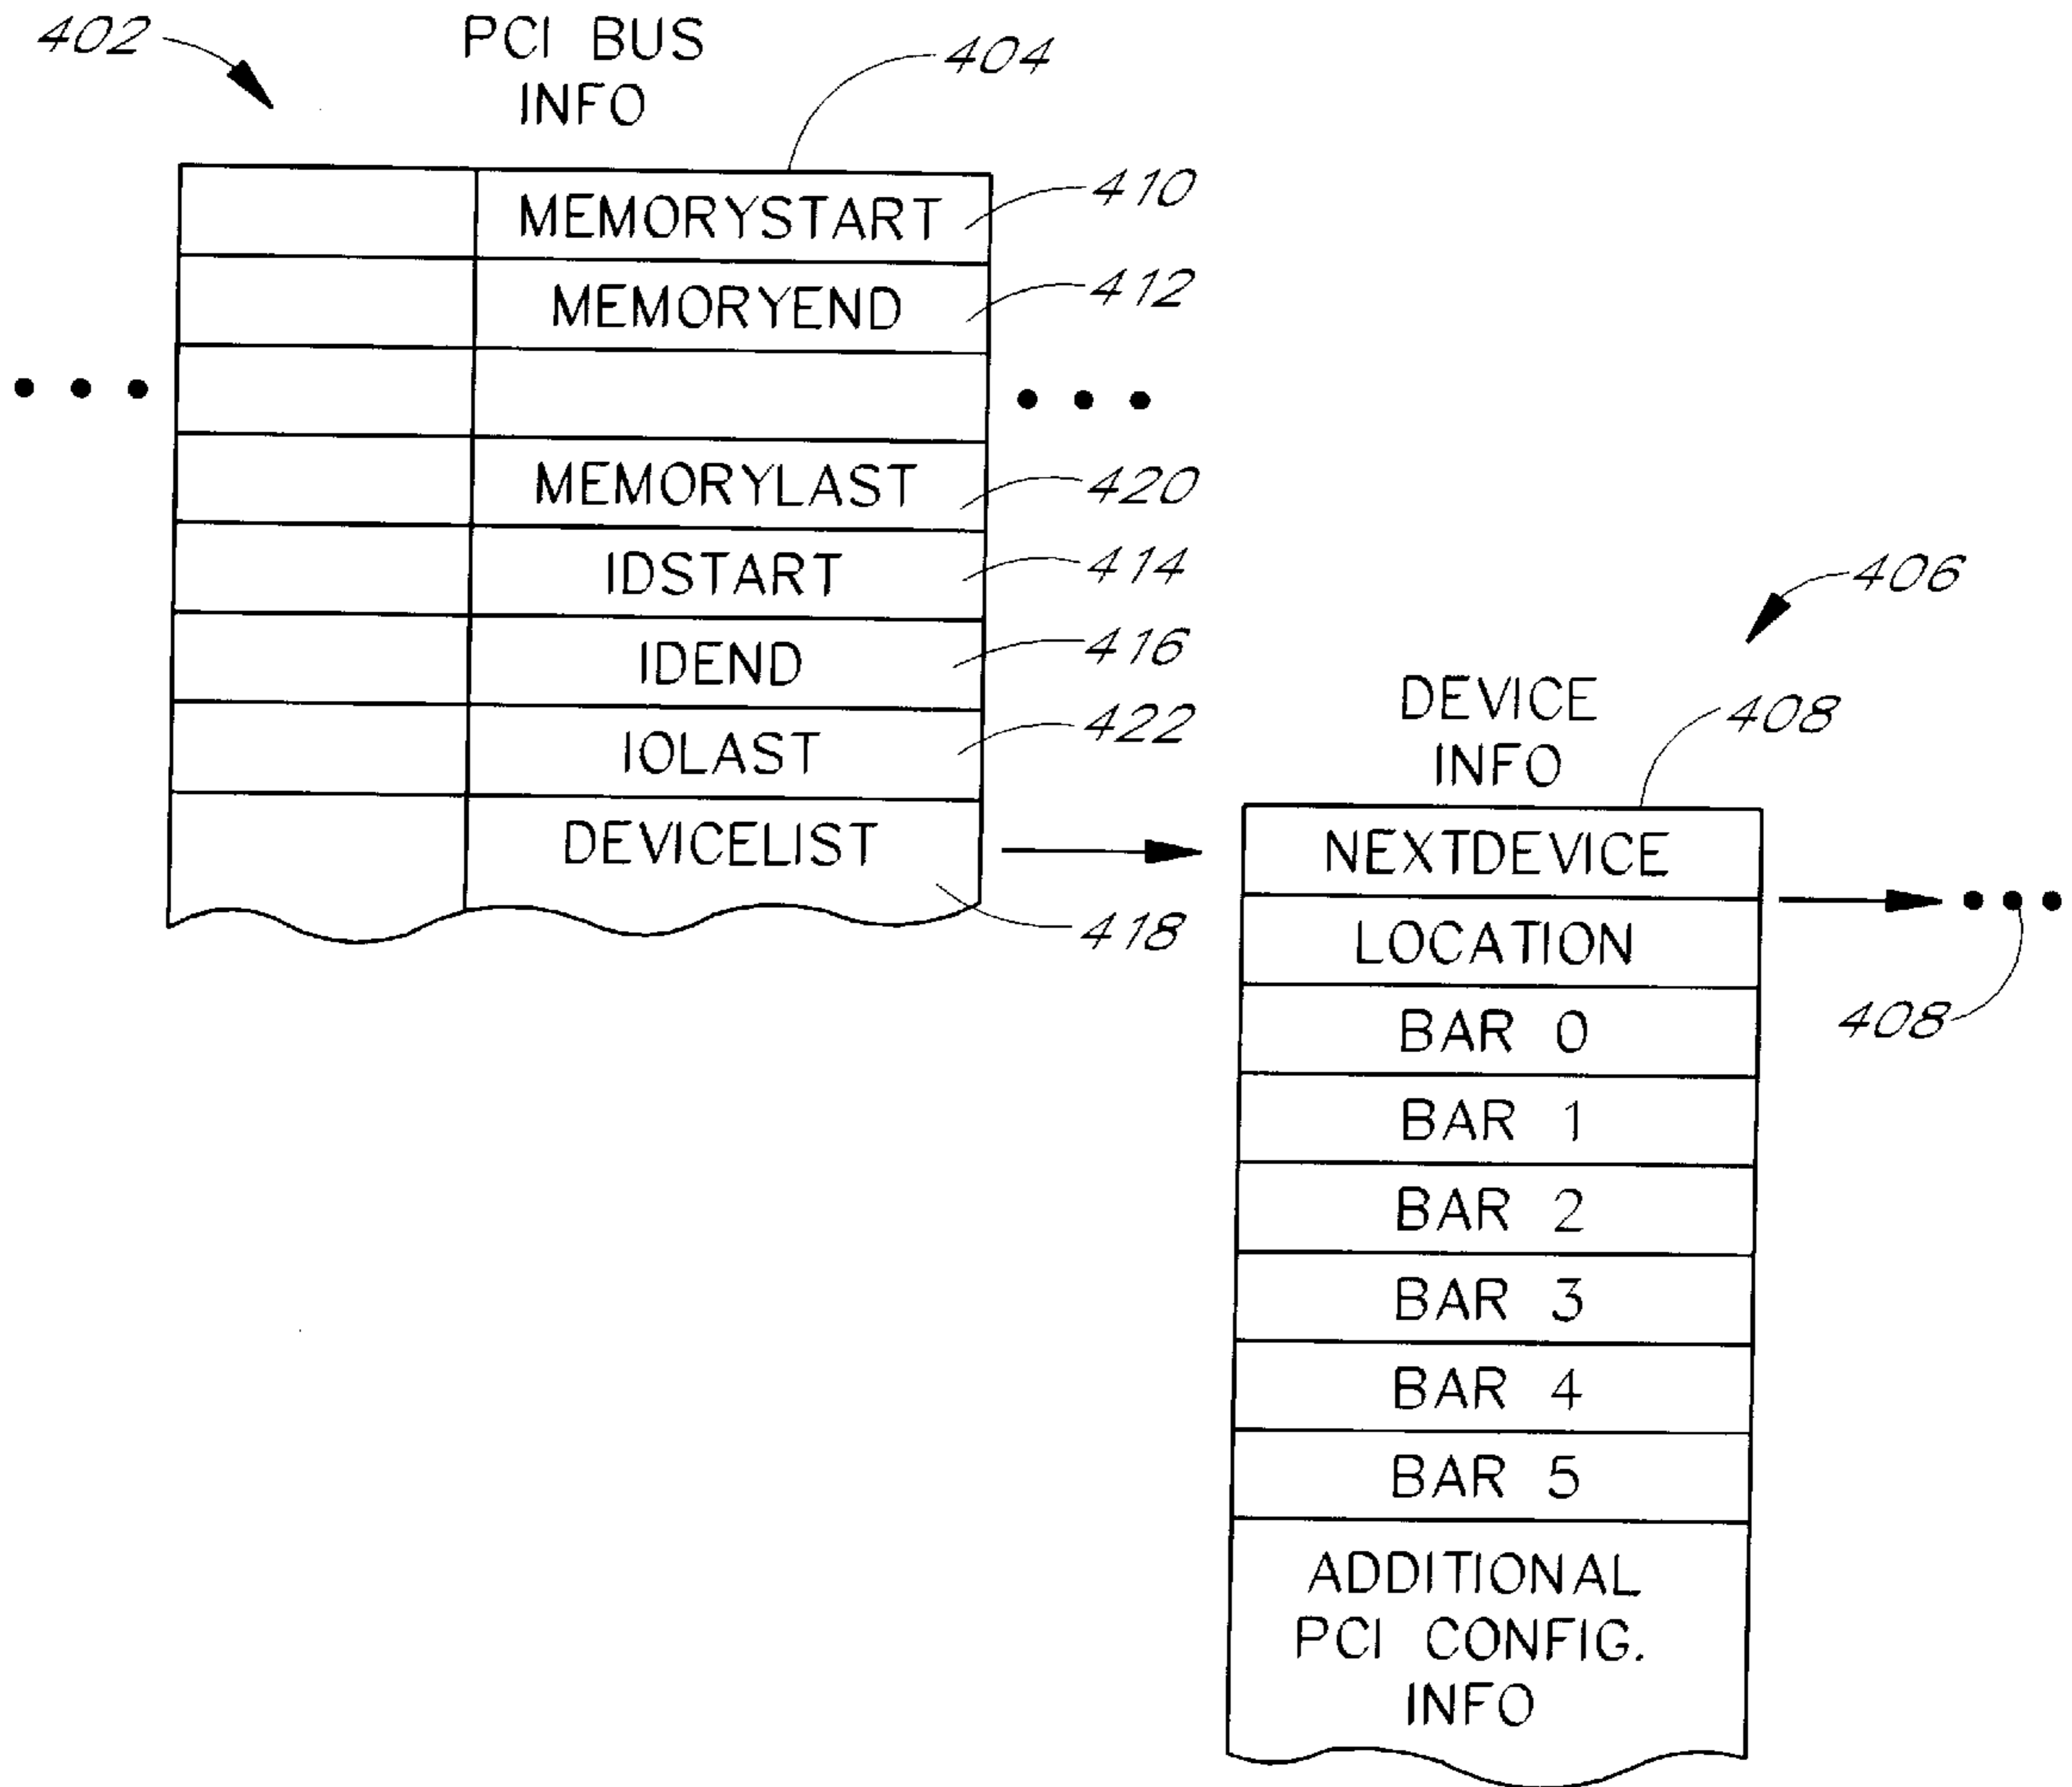 402
PCI BUS
INFO
404
MEMORYSTART
410
MEMORYEND
412
MEMORYLAST
420
IDSTART
414
IDEND
416
IOLAST
422
DEVICELIST
418
406
DEVICE
INFO
408
NEXTDEVICE
LOCATION
408
BAR 0
BAR 1
BAR 2
BAR 3
BAR 4
BAR 5
ADDITIONAL
PCI CONFIG.
INFO